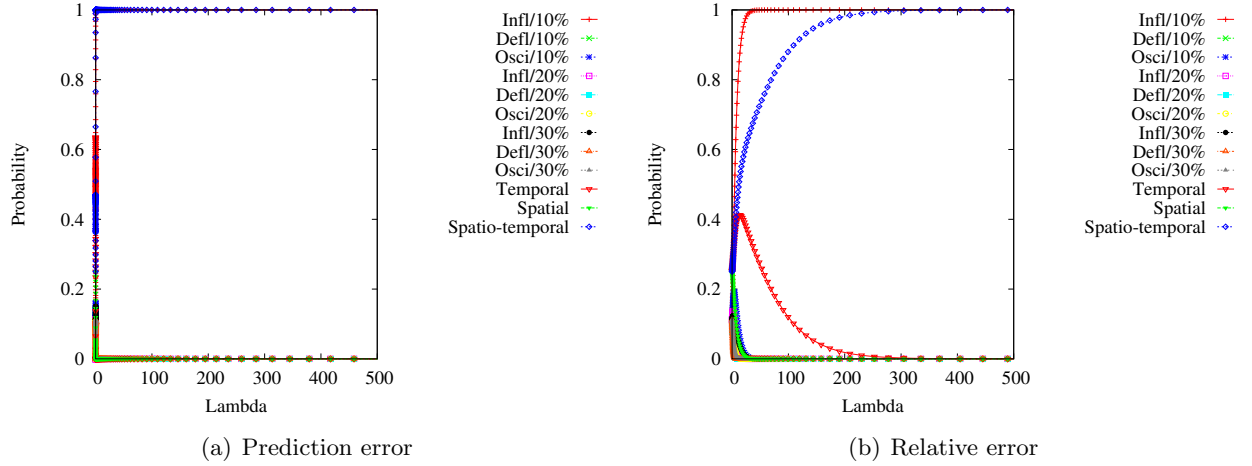 1
0.8
0.6
0.4
0.2
0
Probability
0 100 200 300 400 500
Lambda
Infl/10%
Defl/10%
Osci/10%
Infl/20%
Defl/20%
Osci/20%
Infl/30%
Defl/30%
Osci/30%
Temporal
Spatial
Spatio-temporal
(a) Prediction error
1
0.8
0.6
0.4
0.2
0
Probability
0 100 200 300 400 500
Lambda
Infl/10%
Defl/10%
Osci/10%
Infl/20%
Defl/20%
Osci/20%
Infl/30%
Defl/30%
Osci/30%
Temporal
Spatial
Spatio-temporal
(b) Relative error